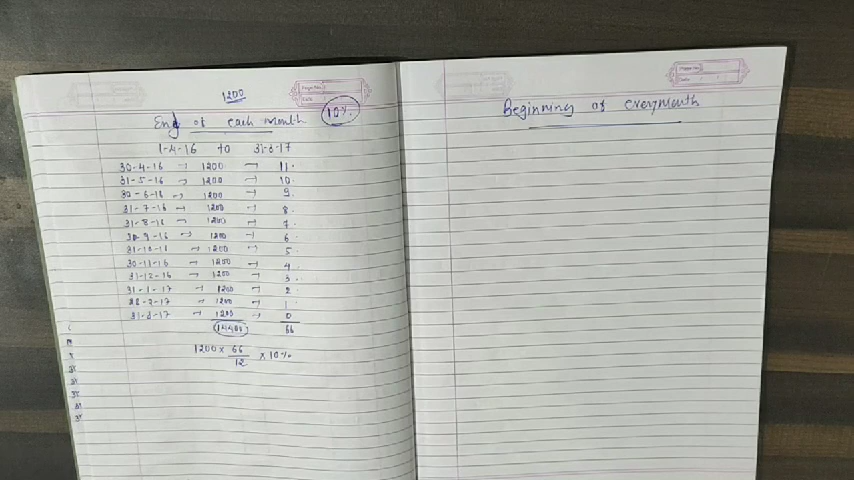 1200
End of each month 10%.
1-4-16 to 31-3-17
30-4-16 → 1200 → 11.
31-5-16 → 1200 → 10.
30-6-16 → 1200 → 9.
31-7-16 → 1200 → 8.
31-8-16 → 1200 → 7.
30-9-16 → 1200 → 6.
31-10-16 → 1200 → 5.
30-11-16 → 1200 → 4.
31-12-16 → 1200 → 3.
31-1-17 → 1200 → 2.
28-2-17 → 1200 → 1.
31-3-17 → 1200 → 0
14400 66
1200 × 66/12 × 10%
Beginning of everymonth